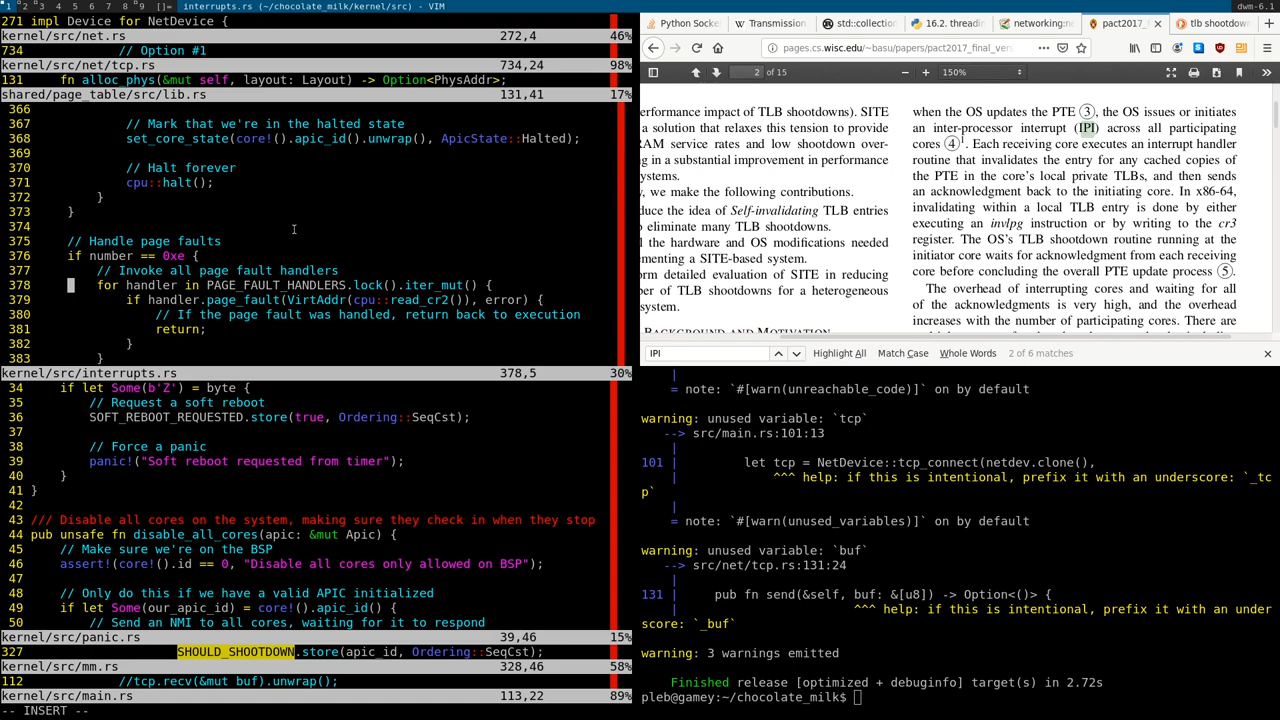 1 2 3 4 5 6 7 8 9 []= interrupts.rs (~/chocolate_milk/kernel/src) - VIM
dwm-6.1
271 impl Device for NetDevice {
kernel/src/net.rs 272,4 46%
734 // Option #1
kernel/src/net/tcp.rs 734,24 98%
131 fn alloc_phys(&mut self, layout: Layout) -> Option<PhysAddr>;
shared/page_table/src/lib.rs 131,41 17%
366
367 // Mark that we're in the halted state
368 set_core_state(core!().apic_id().unwrap(), ApicState::Halted);
369
370 // Halt forever
371 cpu::halt();
372 }
373 }
374
375 // Handle page faults
376 if number == 0xe {
377 // Invoke all page fault handlers
378 for handler in PAGE_FAULT_HANDLERS.lock().iter_mut() {
379 if handler.page_fault(VirtAddr(cpu::read_cr2()), error) {
380 // If the page fault was handled, return back to execution
381 return;
382 }
383 }
kernel/src/interrupts.rs 378,5 30%
34 if let Some(b'Z') = byte {
35 // Request a soft reboot
36 SOFT_REBOOT_REQUESTED.store(true, Ordering::SeqCst);
37
38 // Force a panic
39 panic!("Soft reboot requested from timer");
40 }
41 }
42
43 /// Disable all cores on the system, making sure they check in when they stop
44 pub unsafe fn disable_all_cores(apic: &mut Apic) {
45 // Make sure we're on the BSP
46 assert!(core!().id == 0, "Disable all cores only allowed on BSP");
47
48 // Only do this if we have a valid APIC initialized
49 if let Some(our_apic_id) = core!().apic_id() {
50 // Send an NMI to all cores, waiting for it to respond
kernel/src/panic.rs 39,46 15%
327 SHOULD_SHOOTDOWN.store(apic_id, Ordering::SeqCst);
kernel/src/mm.rs 328,46 58%
112 //tcp.recv(&mut buf).unwrap();
kernel/src/main.rs 113,22 89%
-- INSERT --
Python Socke
Transmission
std::collection
16.2. threadin
networking:ne
pact2017_fina
tlb shootdown
pages.cs.wisc.edu/~basu/papers/pact2017_final_ver
2 of 15
150%
erformance impact of TLB shootdowns). SITE
a solution that relaxes this tension to provide
RAM service rates and low shootdown over-
ng in a substantial improvement in performance
ystems.
y, we make the following contributions.
duce the idea of Self-invalidating TLB entries
o eliminate many TLB shootdowns.
l the hardware and OS modifications needed
ementing a SITE-based system.
orm detailed evaluation of SITE in reducing
ber of TLB shootdowns for a heterogeneous
system.
BACKGROUND AND MOTIVATION
when the OS updates the PTE ③, the OS issues or initiates
an inter-processor interrupt (IPI) across all participating
cores ④1. Each receiving core executes an interrupt handler
routine that invalidates the entry for any cached copies of
the PTE in the core's local private TLBs, and then sends
an acknowledgment back to the initiating core. In x86-64,
invalidating within a local TLB entry is done by either
executing an invlpg instruction or by writing to the cr3
register. The OS's TLB shootdown routine running at the
initiator core waits for acknowledgment from each receiving
core before concluding the overall PTE update process ⑤.
The overhead of interrupting cores and waiting for all
of the acknowledgments is very high, and the overhead
increases with the number of participating cores. There are
IPI
Highlight All Match Case Whole Words 2 of 6 matches
|
= note: `#[warn(unreachable_code)]` on by default
warning: unused variable: `tcp`
--> src/main.rs:101:13
|
101 | let tcp = NetDevice::tcp_connect(netdev.clone(),
| ^^^ help: if this is intentional, prefix it with an underscore: `_tc
p`
|
= note: `#[warn(unused_variables)]` on by default
warning: unused variable: `buf`
--> src/net/tcp.rs:131:24
|
131 | pub fn send(&self, buf: &[u8]) -> Option<()> {
| ^^^ help: if this is intentional, prefix it with an under
score: `_buf`
warning: 3 warnings emitted
Finished release [optimized + debuginfo] target(s) in 2.72s
pleb@gamey:~/chocolate_milk$